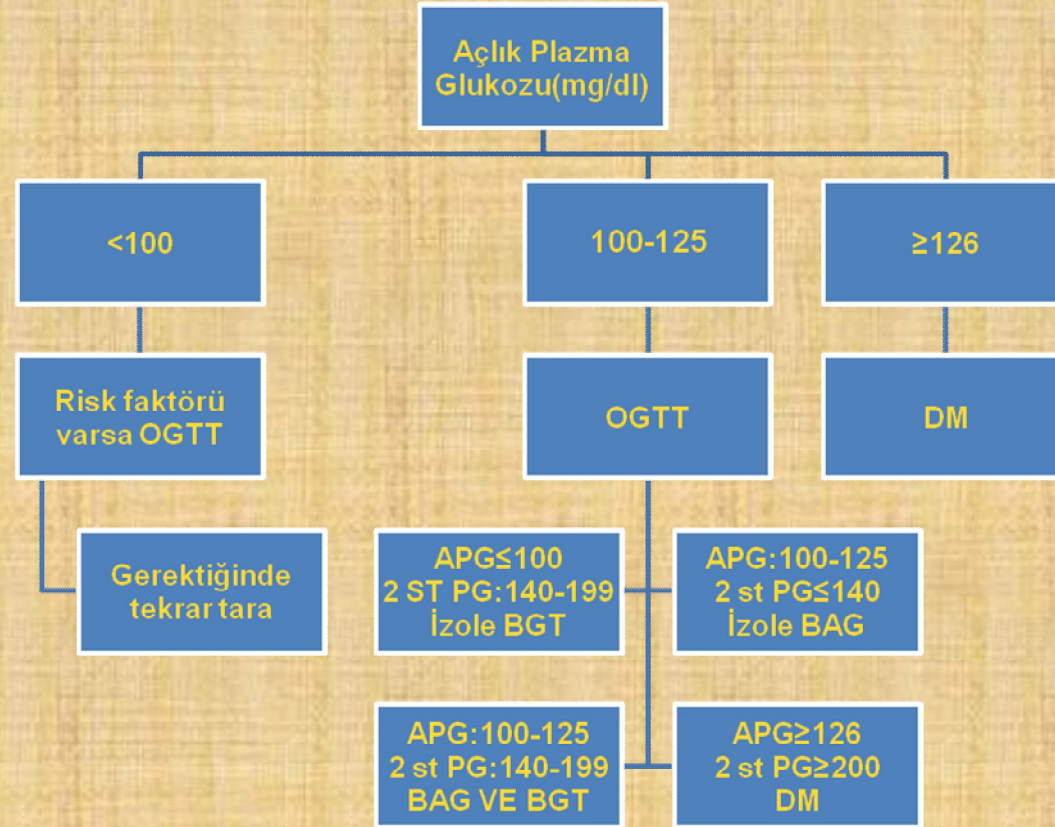 Açlık Plazma
Glukozu(mg/dl)
<100
100-125
≥126
Risk faktörü
varsa OGTT
OGTT
DM
Gerektiğinde
tekrar tara
APG≤100
2 ST PG:140-199
İzole BGT
APG:100-125
2 st PG≤140
İzole BAG
APG:100-125
2 st PG:140-199
BAG VE BGT
APG≥126
2 st PG≥200
DM